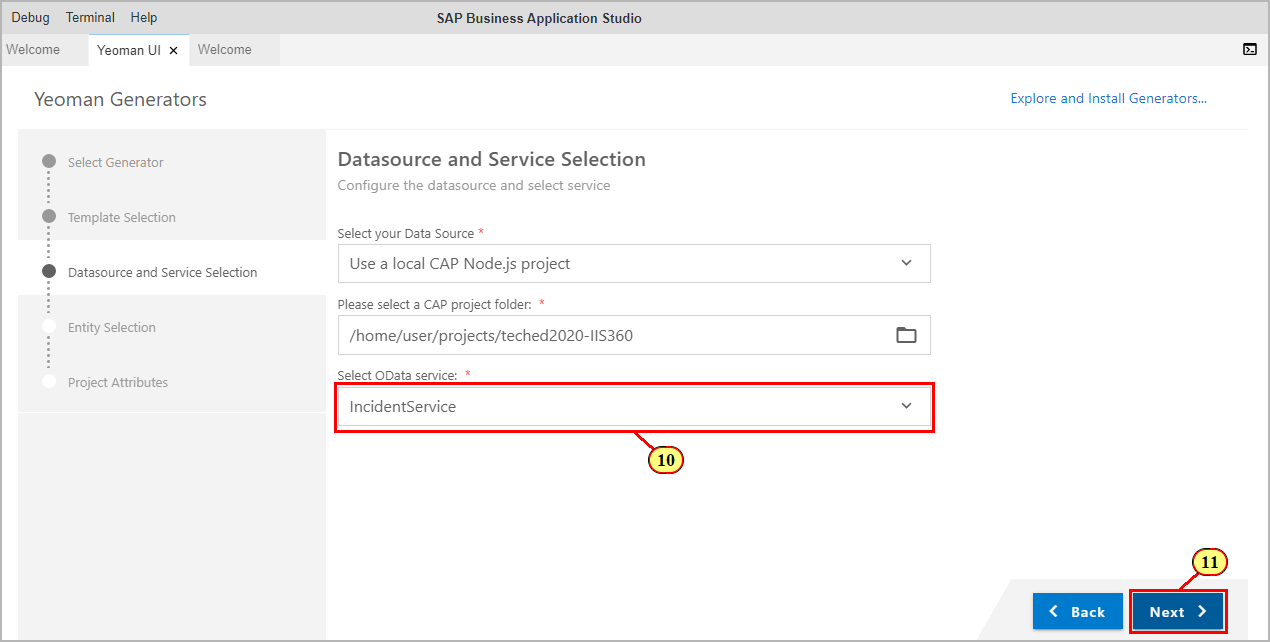 Debug Terminal Help SAP Business Application Studio
Welcome Yeoman UI × Welcome
Yeoman Generators
Explore and Install Generators...
Select Generator
Template Selection
Datasource and Service Selection
Entity Selection
Project Attributes
Datasource and Service Selection
Configure the datasource and select service
Select your Data Source *
Use a local CAP Node.js project
Please select a CAP project folder: *
/home/user/projects/teched2020-IIS360
Select OData service: *
IncidentService
10
11
Back Next